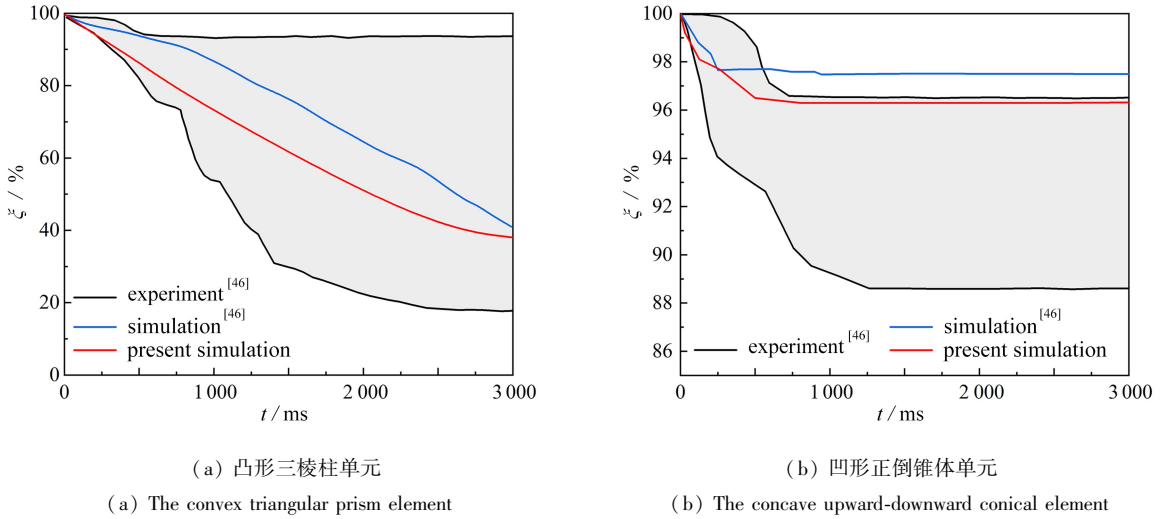 100
80
60
40
20
0
ξ / %
experiment[46]
simulation[46]
present simulation
0
1 000
2 000
3 000
t / ms
(a) 凸形三棱柱单元
(a) The convex triangular prism element
100
98
96
94
92
90
88
86
ξ / %
simulation[46]
experiment[46]
present simulation
0
1 000
2 000
3 000
t / ms
(b) 凹形正倒锥体单元
(b) The concave upward-downward conical element